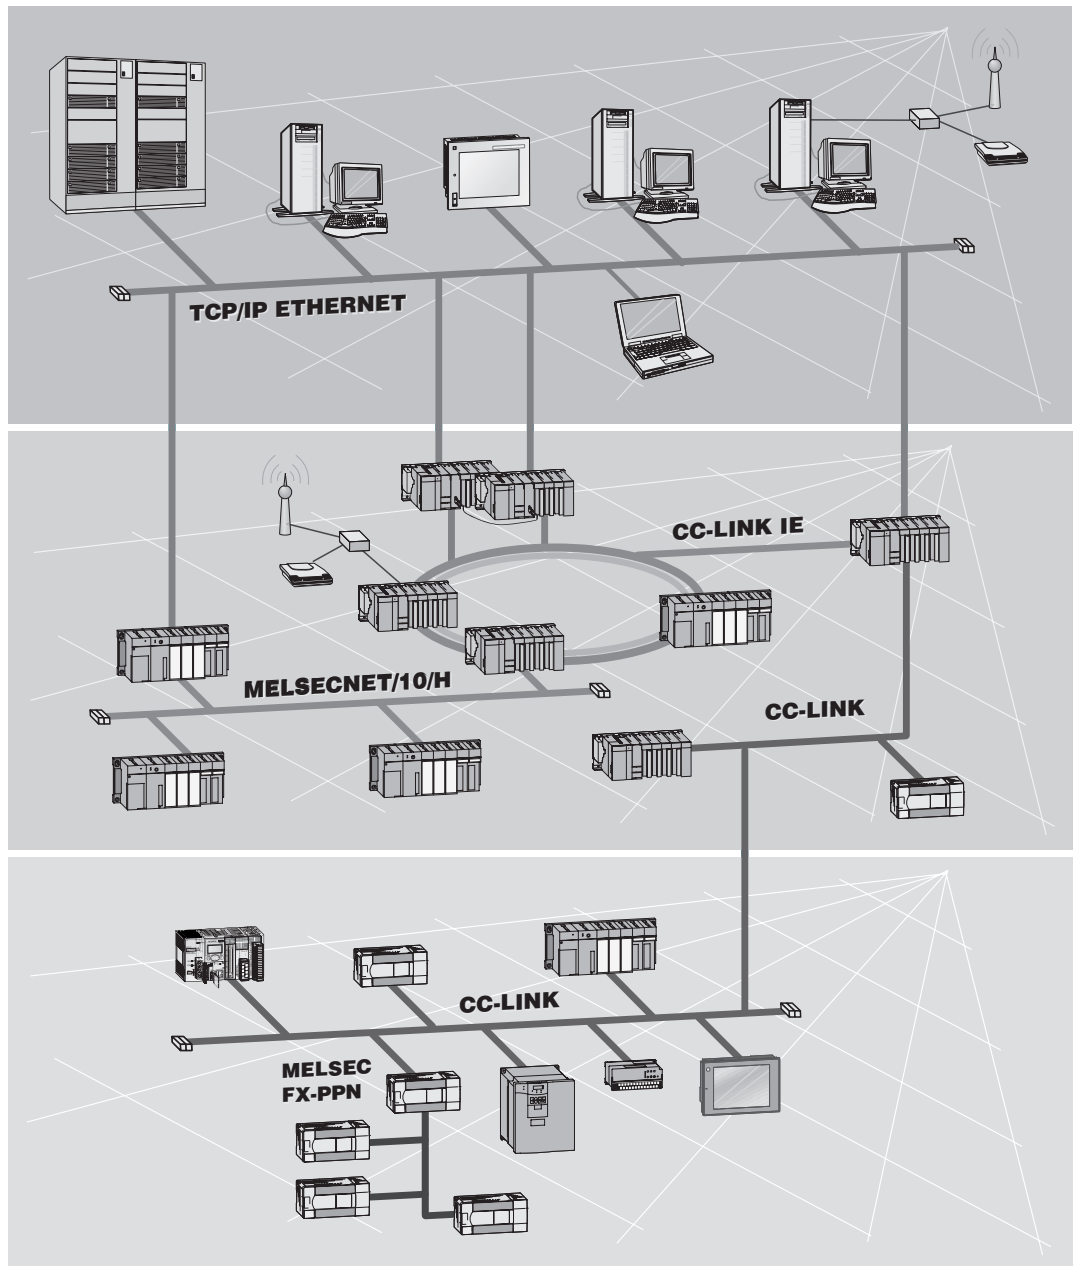 TCP/IP ETHERNET
CC-LINK IE
MELSECNET/10/H
CC-LINK
CC-LINK
MELSEC
FX-PPN